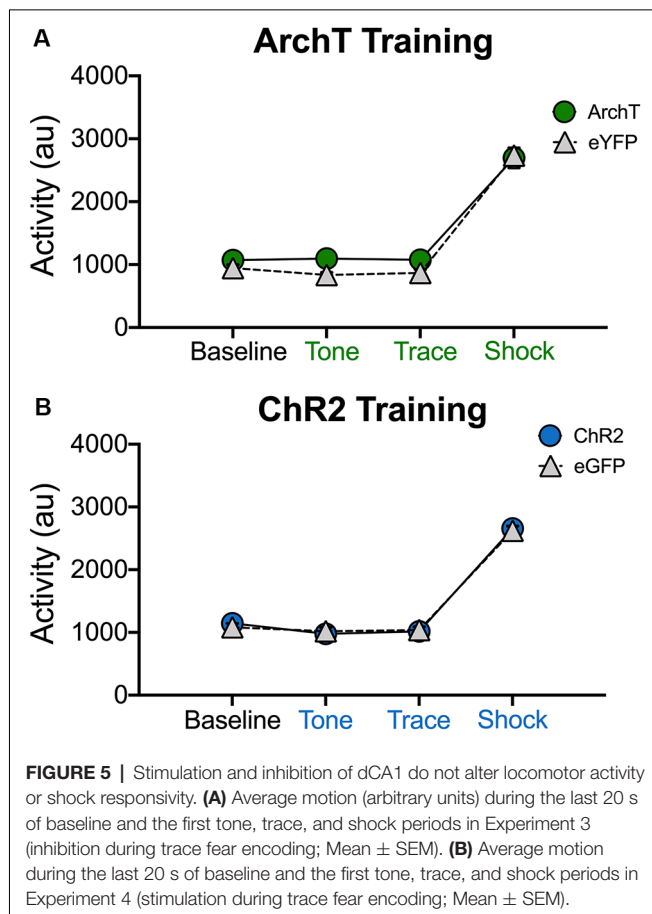 A
ArchT Training
4000
3000
2000
1000
0
Activity (au)
ArchT
eYFP
Baseline Tone Trace Shock
B
ChR2 Training
4000
3000
2000
1000
0
Activity (au)
ChR2
eGFP
Baseline Tone Trace Shock
FIGURE 5 | Stimulation and inhibition of dCA1 do not alter locomotor activity
or shock responsivity. (A) Average motion (arbitrary units) during the last 20 s
of baseline and the first tone, trace, and shock periods in Experiment 3
(inhibition during trace fear encoding; Mean ± SEM). (B) Average motion
during the last 20 s of baseline and the first tone, trace, and shock periods in
Experiment 4 (stimulation during trace fear encoding; Mean ± SEM).